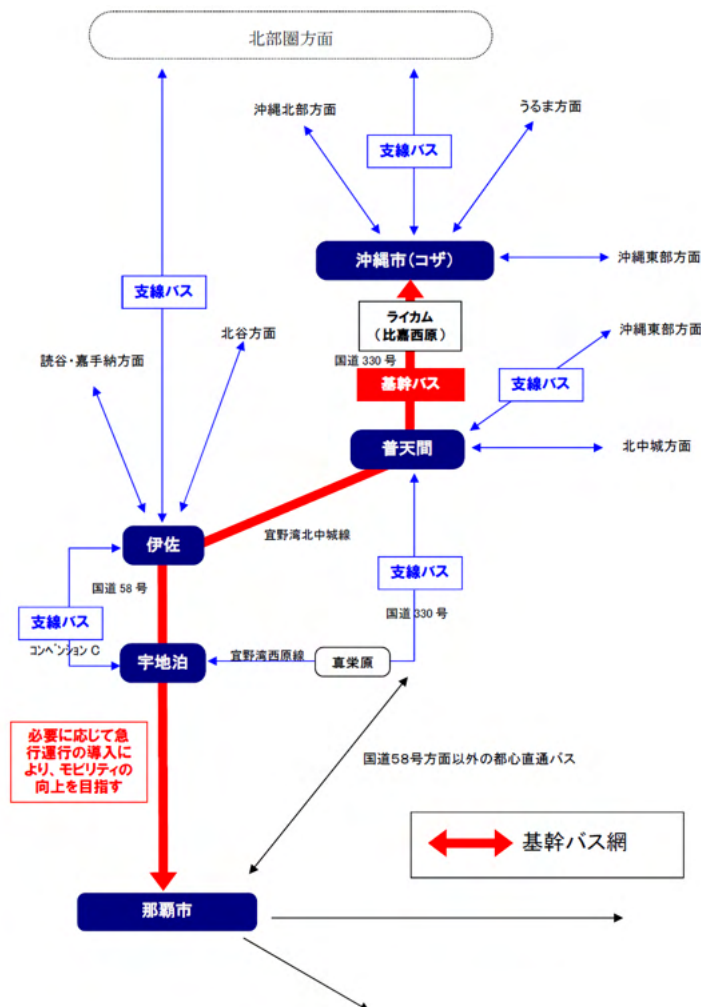 北部圏方面
沖縄北部方面
うるま方面
支線バス
沖縄市(コザ)
沖縄東部方面
支線バス
ライカム
(比嘉西原)
北谷方面
沖縄東部方面
読谷・嘉手納方面
国道330号
基幹バス
支線バス
普天間
北中城方面
伊佐
宜野湾北中城線
支線バス
国道58号
支線バス
国道330号
コンベンションC
宇地泊
宜野湾西原線
真栄原
必要に応じて急
行運行の導入に
より、モビリティの
向上を目指す
国道58号方面以外の都心直通バス
基幹バス網
那覇市